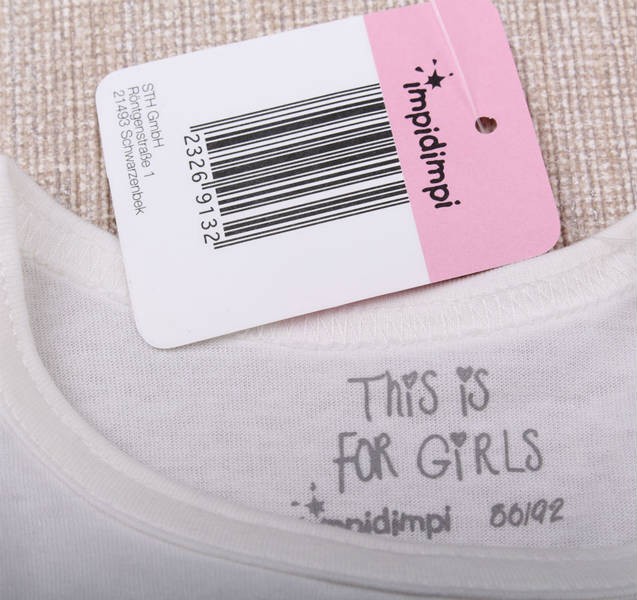 impidimpi
2326 9132
STH GmbH
Röntgenstraße 1
21493 Schwarzenbek
THiS iS
FOR GiRLS
impidimpi 86/92